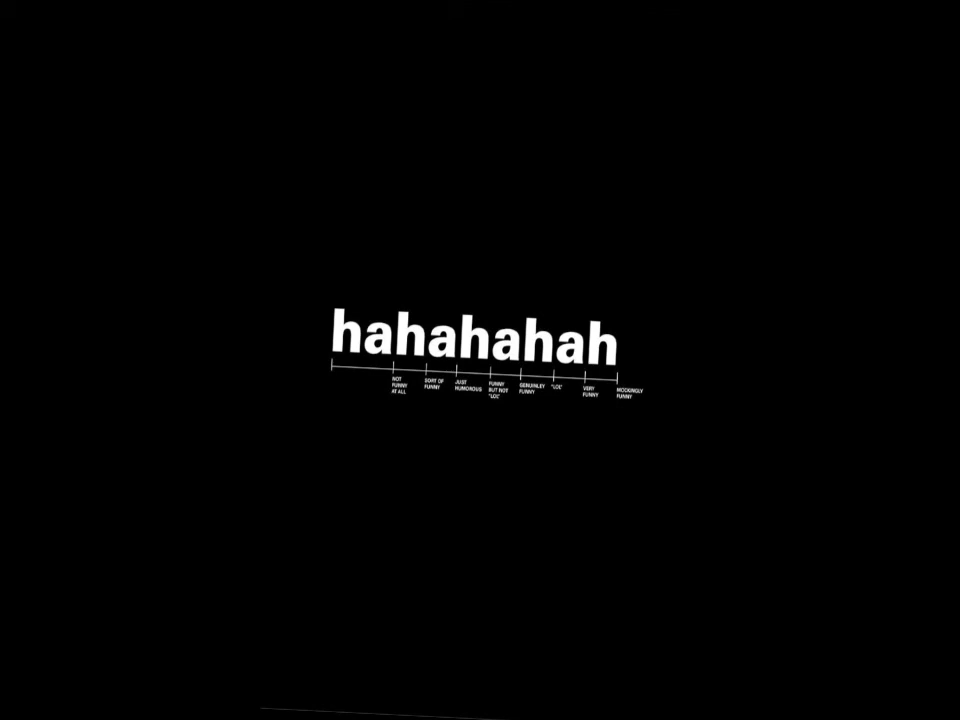 hahahahah
NOT
FUNNY
AT ALL
SORT OF
FUNNY
JUST
HUMOROUS
FUNNY
BUT NOT
"LOL"
GENUINLEY
FUNNY
"LOL"
VERY
FUNNY
MOCKINGLY
FUNNY